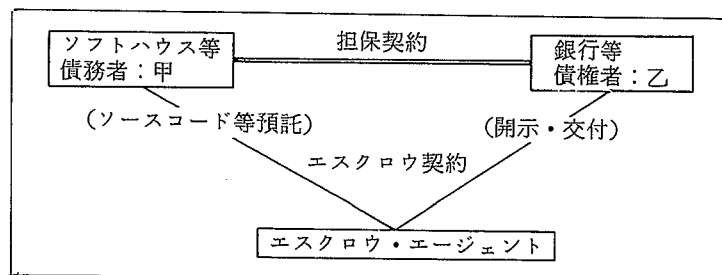 ソフトハウス等
債務者：甲
担保契約
銀行等
債権者：乙
(ソースコード等預託)
(開示・交付)
エスクロウ契約
エスクロウ・エージェント